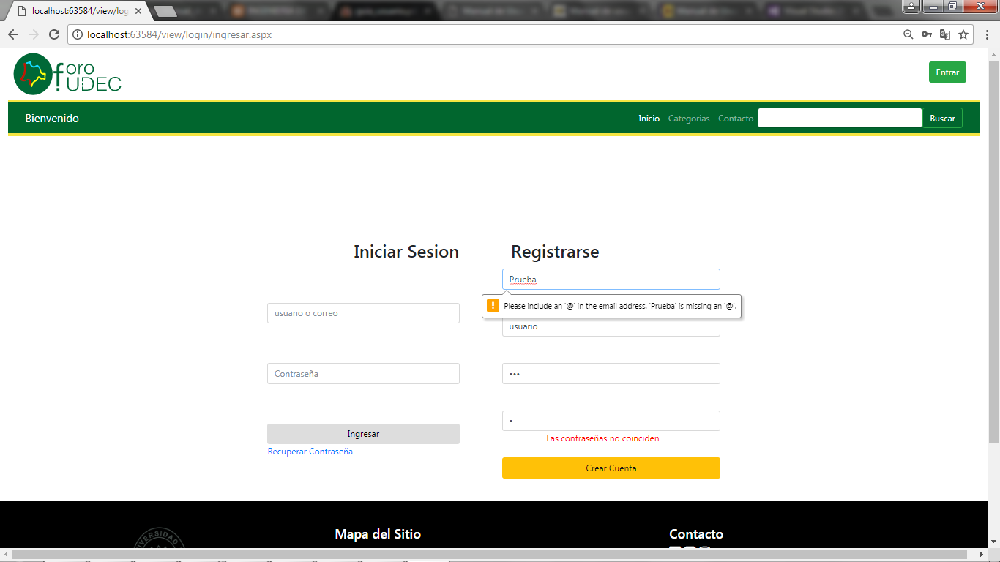 localhost:63584/view/log
localhost:63584/view/login/ingresar.aspx
foro
UDEC
Entrar
Bienvenido
Inicio
Categorias
Contacto
Buscar
Iniciar Sesion
Registrarse
Prueba
Please include an '@' in the email address. 'Prueba' is missing an '@'.
usuario o correo
usuario
Contraseña
•••
•
Las contraseñas no coinciden
Ingresar
Recuperar Contraseña
Crear Cuenta
Mapa del Sitio
Contacto